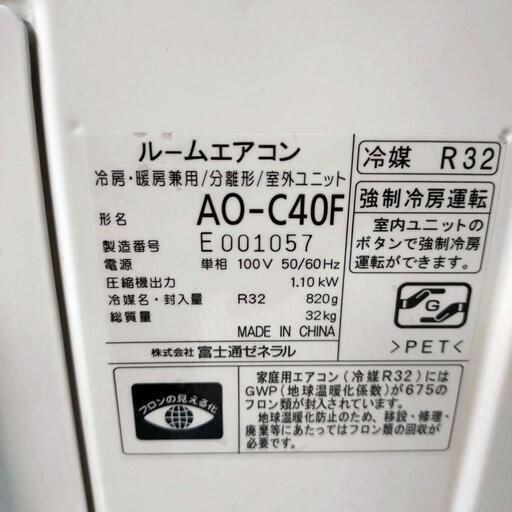 ルームエアコン
冷房・暖房兼用/分離形/室外ユニット
形名 AO-C40F
製造番号 E001057
電源 単相 100V 50/60Hz
圧縮機出力 1.10kW
冷媒名・封入量 R32 820g
総質量 32kg
MADE IN CHINA
株式会社 富士通ゼネラル
冷媒 R32
強制冷房運転
室内ユニットの
ボタンで強制冷房
運転ができます。
G
>PET<
フロンの見える化
家庭用エアコン(冷媒R32)には
GWP(地球温暖化係数)が675の
フロン類が封入されています。
地球温暖化防止のため、移設・修理・
廃棄等にあたってはフロン類の回収が
必要です。